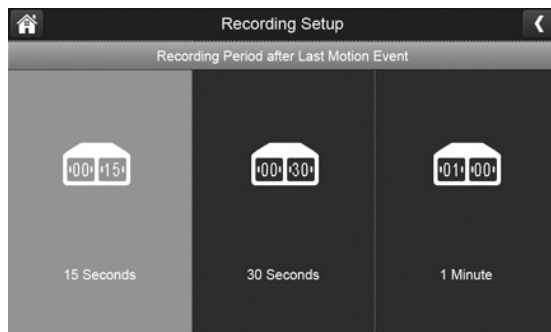 Recording Setup
Recording Period after Last Motion Event
00 15
00 30
01 00
15 Seconds
30 Seconds
1 Minute